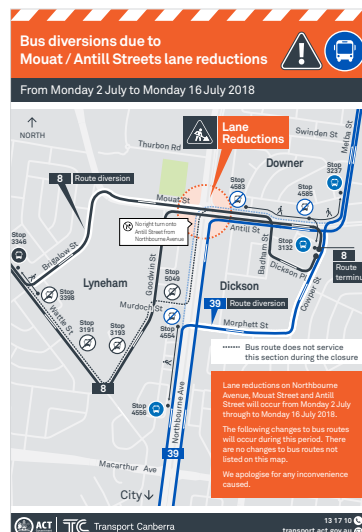 Bus diversions due to
Mouat / Antill Streets lane reductions
From Monday 2 July to Monday 16 July 2018
NORTH
Thurbon Rd
Lane
Reductions
Swinden St
Melba St
Downer
Stop
4583
Stop
4585
Stop
3237
8
Route diversion
Mouat St
No right turn onto
Antill Street from
Northbourne Avenue
Antill St
Stop
3132
Stop
3346
Brigalow St
Goodwin St
Badham St
Dickson Pl
8
Route
terminus
Stop
3398
Lyneham
Stop
5049
Dickson
Cowper St
Wattle St
Stop
3191
Stop
3193
Murdoch St
39
Route diversion
Stop
4554
Morphett St
Bus route does not service
this section during the closure
8
Stop
4556
Northbourne Ave
Lane reductions on Northbourne
Avenue, Mouat Street and Antill
Street will occur from Monday 2 July
through to Monday 16 July 2018.
The following changes to bus routes
will occur during this period. There
are no changes to bus routes not
listed on this map.
We apologise for any inconvenience
caused.
39
Macarthur Ave
City
ACT
TC
Transport Canberra
13 17 10
transport.act.gov.au